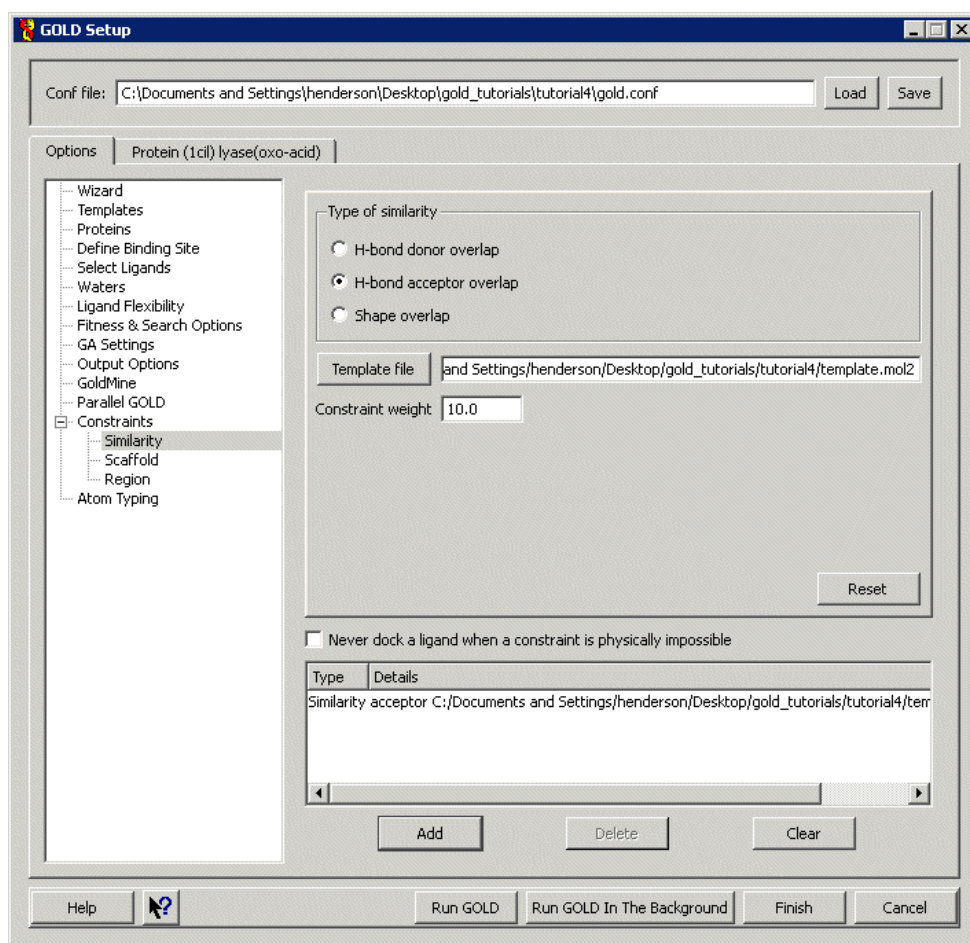 GOLD Setup
Conf file: C:\Documents and Settings\henderson\Desktop\gold_tutorials\tutorial4\gold.conf Load Save
Options Protein (1cil) lyase(oxo-acid)
Wizard
Templates
Proteins
Define Binding Site
Select Ligands
Waters
Ligand Flexibility
Fitness & Search Options
GA Settings
Output Options
GoldMine
Parallel GOLD
Constraints
Similarity
Scaffold
Region
Atom Typing
Type of similarity
H-bond donor overlap
H-bond acceptor overlap
Shape overlap
Template file and Settings/henderson/Desktop/gold_tutorials/tutorial4/template.mol2
Constraint weight 10.0
Reset
Never dock a ligand when a constraint is physically impossible
Type Details
Similarity acceptor C:/Documents and Settings/henderson/Desktop/gold_tutorials/tutorial4/tem
Add Delete Clear
Help ? Run GOLD Run GOLD In The Background Finish Cancel